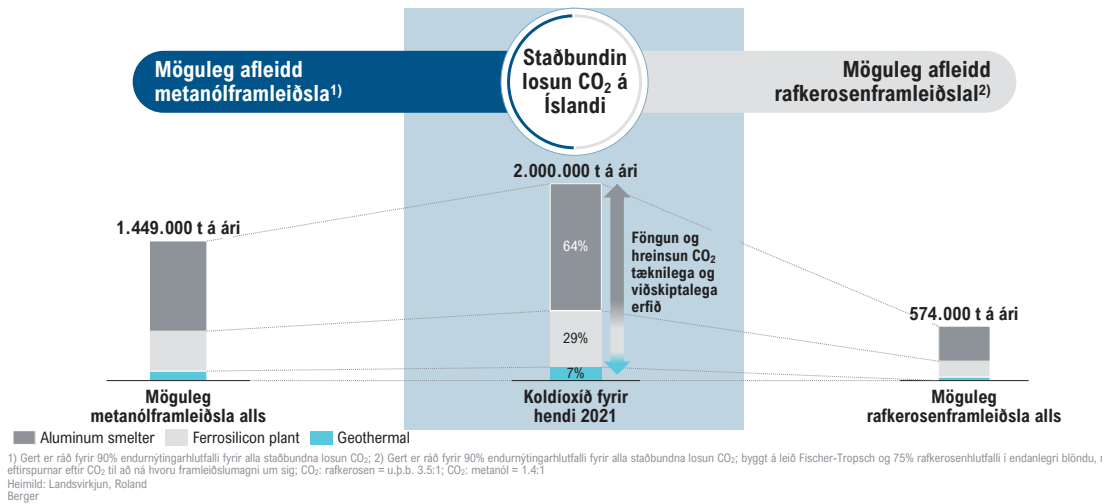 Möguleg afleidd
metanólframleiðsla1)
Staðbundin
losun CO2 á
Íslandi
Möguleg afleidd
rafkerosenframleiðslal2)
2.000.000 t á ári
1.449.000 t á ári
64%
Föngun og
hreinsun CO2
tæknilega og
viðskiptalega
erfið
574.000 t á ári
29%
7%
Möguleg
metanólframleiðsla alls
Koldíoxíð fyrir
hendi 2021
Möguleg
rafkerosenframleiðsla alls
Aluminum smelter Ferrosilicon plant Geothermal
1) Gert er ráð fyrir 90% endurnýtingarhlutfalli fyrir alla staðbundna losun CO2; 2) Gert er ráð fyrir 90% endurnýtingarhlutfalli fyrir alla staðbundna losun CO2; byggt á leið Fischer-Tropsch og 75% rafkerosenhlutfalli í endanlegri blöndu,
eftirspurnar eftir CO2 til að ná hvoru framleiðslumagni um sig; CO2: rafkerosen = u.þ.b. 3.5:1; CO2: metanól = 1.4:1
Heimild: Landsvirkjun, Roland
Berger